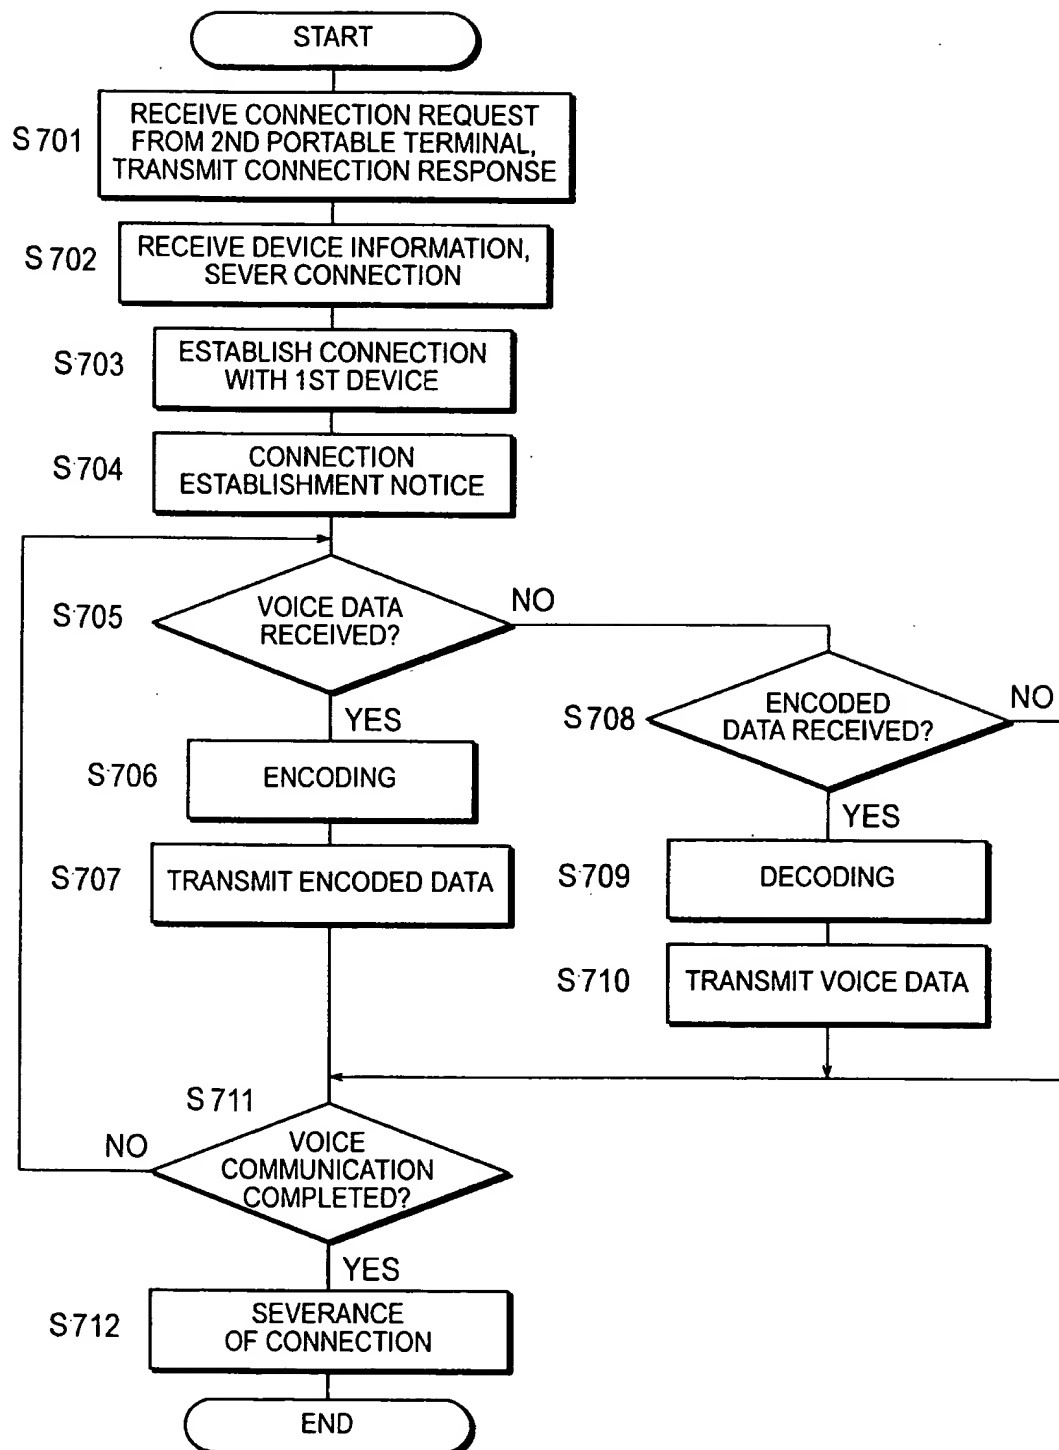 START
S701
RECEIVE CONNECTION REQUEST
FROM 2ND PORTABLE TERMINAL,
TRANSMIT CONNECTION RESPONSE
S702
RECEIVE DEVICE INFORMATION,
SEVER CONNECTION
S703
ESTABLISH CONNECTION
WITH 1ST DEVICE
S704
CONNECTION
ESTABLISHMENT NOTICE
S705
VOICE DATA
RECEIVED?
NO
YES
S706
ENCODING
S707
TRANSMIT ENCODED DATA
S708
ENCODED
DATA RECEIVED?
NO
YES
S709
DECODING
S710
TRANSMIT VOICE DATA
S711
VOICE
COMMUNICATION
COMPLETED?
NO
YES
S712
SEVERANCE
OF CONNECTION
END